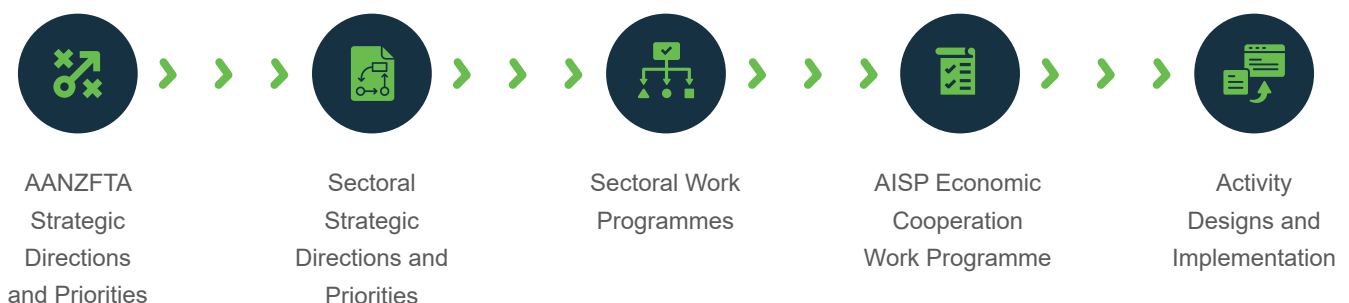 AANZFTA
Strategic
Directions
and Priorities
Sectoral
Strategic
Directions and
Priorities
Sectoral Work
Programmes
AISP Economic
Cooperation
Work Programme
Activity
Designs and
Implementation